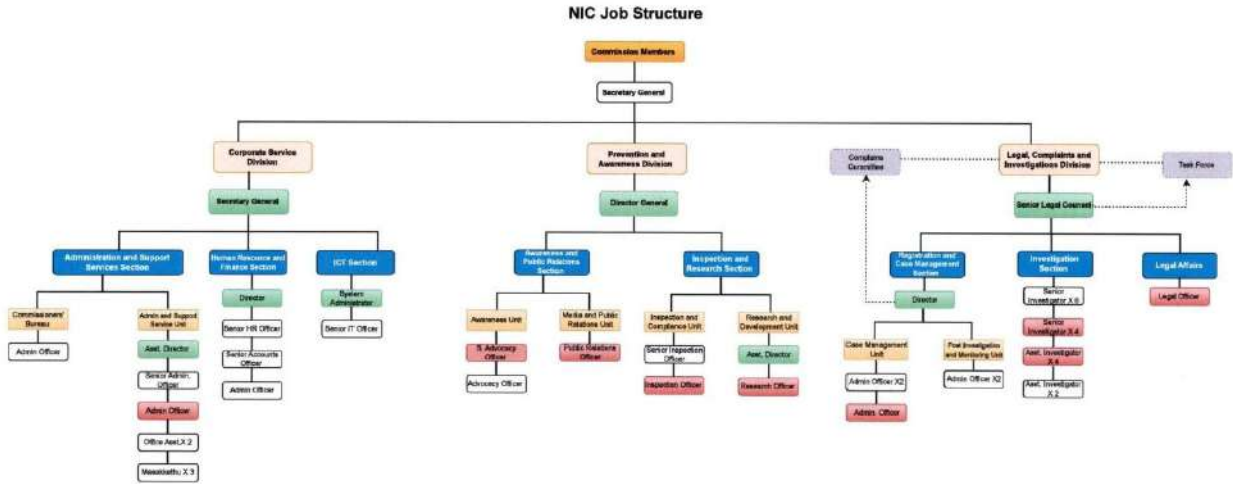 NIC Job Structure
Commission Members
Secretary General
Corporate Service
Division
Prevention and
Awareness Division
Complains
Committee
Legal, Complaints and
Investigations Division
Task Force
Secretary General
Director General
Senior Legal Counsel
Administration and Support
Services Section
Human Resource and
Finance Section
ICT Section
Awareness and
Public Relations
Section
Inspection and
Research Section
Registration and
Case Management
Section
Investigation
Section
Legal Affairs
Commissioners'
Bureau
Admin Officer
Admin and Support
Service Unit
Asst. Director
Senior Admin.
Officer
Admin Officer
Office Asst.X 2
Masakkathu X 3
Director
Senior HR Officer
Senior Accounts
Officer
Admin Officer
System
Administrator
Senior IT Officer
Awareness Unit
S. Advocacy
Officer
Advocacy Officer
Media and Public
Relations Unit
Public Relations
Officer
Inspection and
Compliance Unit
Senior Inspection
Officer
Inspection Officer
Research and
Development Unit
Asst. Director
Research Officer
Director
Case Management
Unit
Admin Officer X2
Admin. Officer
Post Investigation
and Monitoring Unit
Admin Officer X2
Senior
Investigator X 6
Senior
Investigator X 4
Asst. Investigator
X 4
Asst. Investigator
X 2
Legal Officer